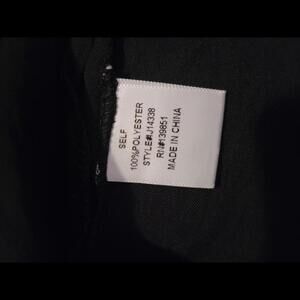 SELF
100%POLYESTER
STYLE#J14338
RN#139851
MADE IN CHINA